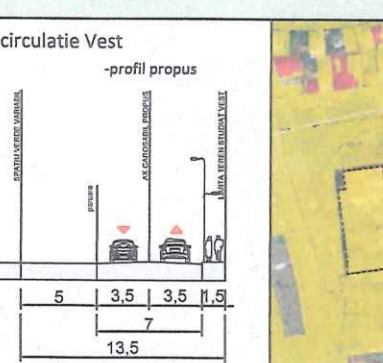 circulatie Vest
-profil propus
SPATIU VERDE VARIABIL
parcare
AX CAROSABIL PROPUS
LIMITA TEREN STUDIAT VEST
5
3,5
3,5
1,5
7
13,5